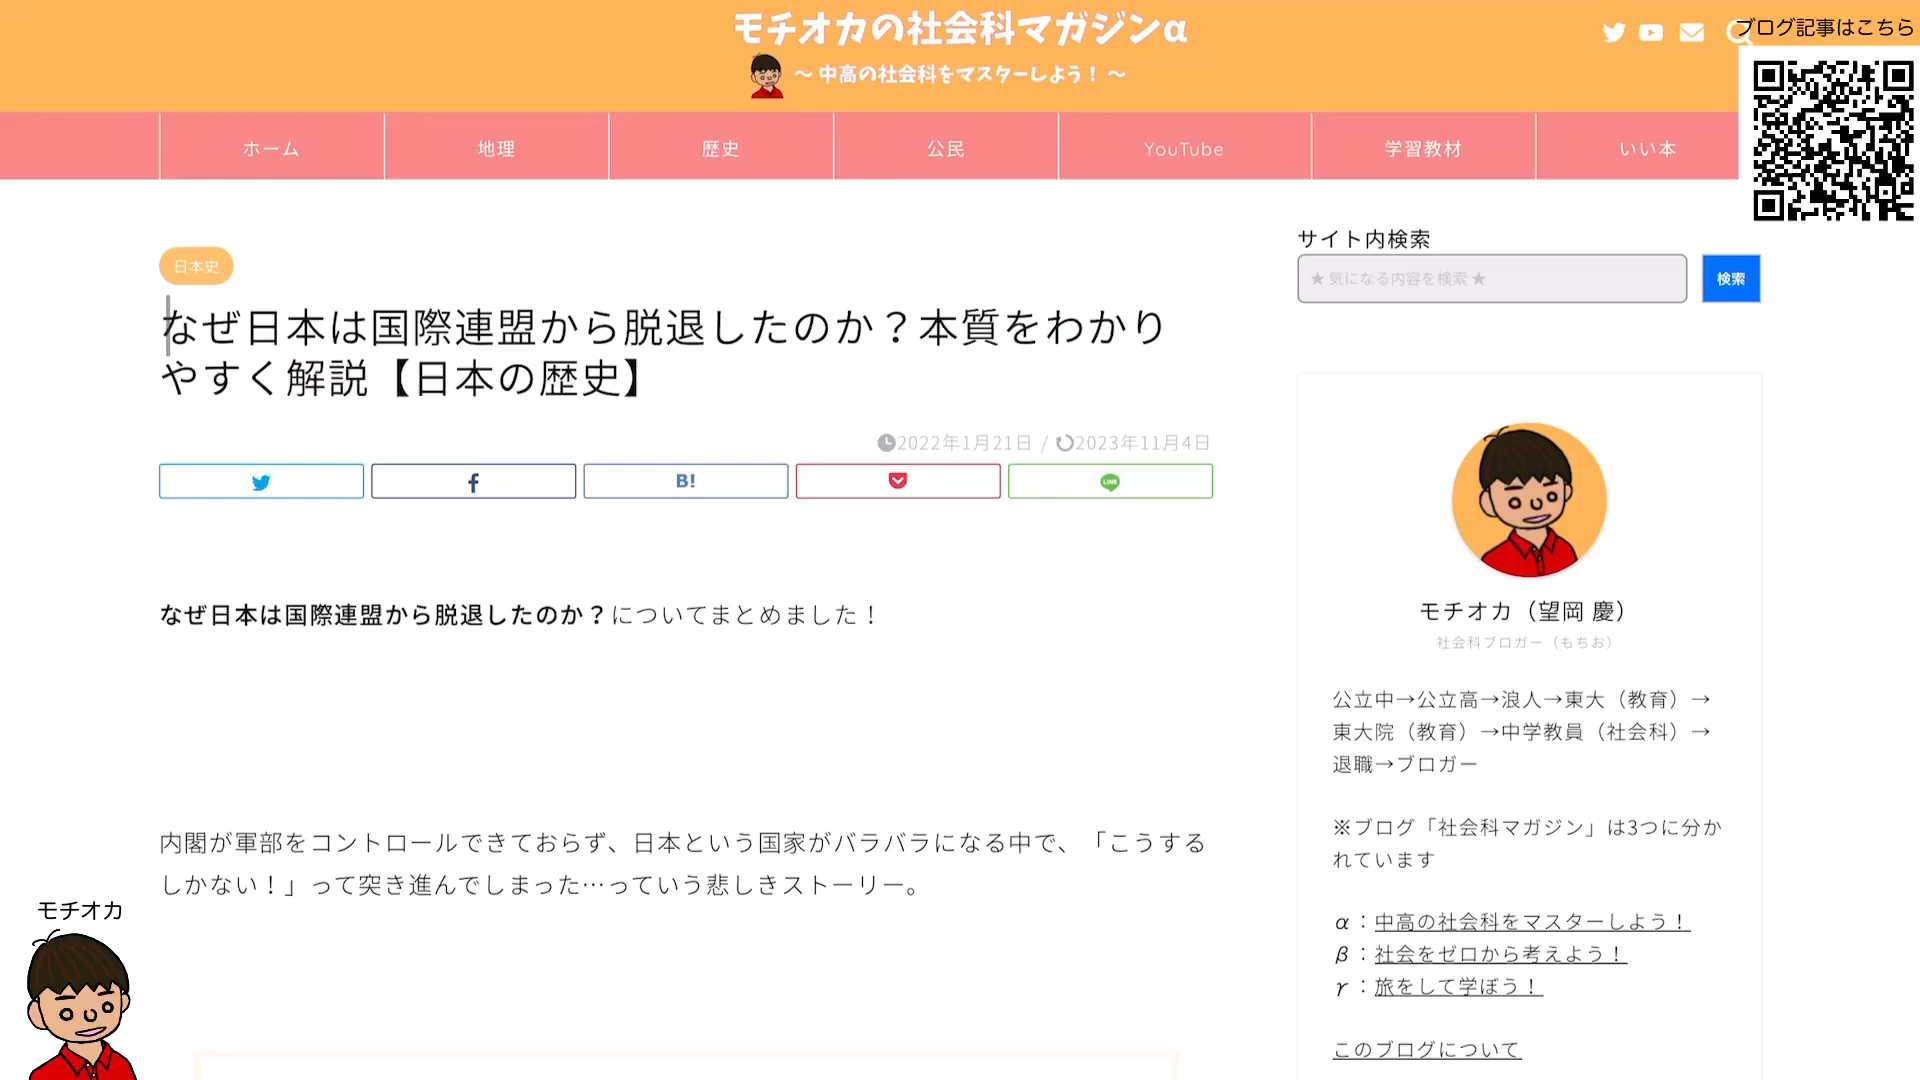 モチオカの社会科マガジンα
～ 中高の社会科をマスターしよう！ ～
ブログ記事はこちら
ホーム
地理
歴史
公民
YouTube
学習教材
いい本
日本史
なぜ日本は国際連盟から脱退したのか？本質をわかり
やすく解説【日本の歴史】
2022年1月21日 / 2023年11月4日
B!
LINE
なぜ日本は国際連盟から脱退したのか？についてまとめました！
内閣が軍部をコントロールできておらず、日本という国家がバラバラになる中で、「こうする
しかない！」って突き進んでしまった…っていう悲しきストーリー。
モチオカ
サイト内検索
★ 気になる内容を検索 ★
検索
モチオカ（望岡 慶）
社会科ブロガー（もちお）
公立中→公立高→浪人→東大（教育）→
東大院（教育）→中学教員（社会科）→
退職→ブロガー
※ブログ「社会科マガジン」は3つに分か
れています
α：中高の社会科をマスターしよう！
β：社会をゼロから考えよう！
γ：旅をして学ぼう！
このブログについて